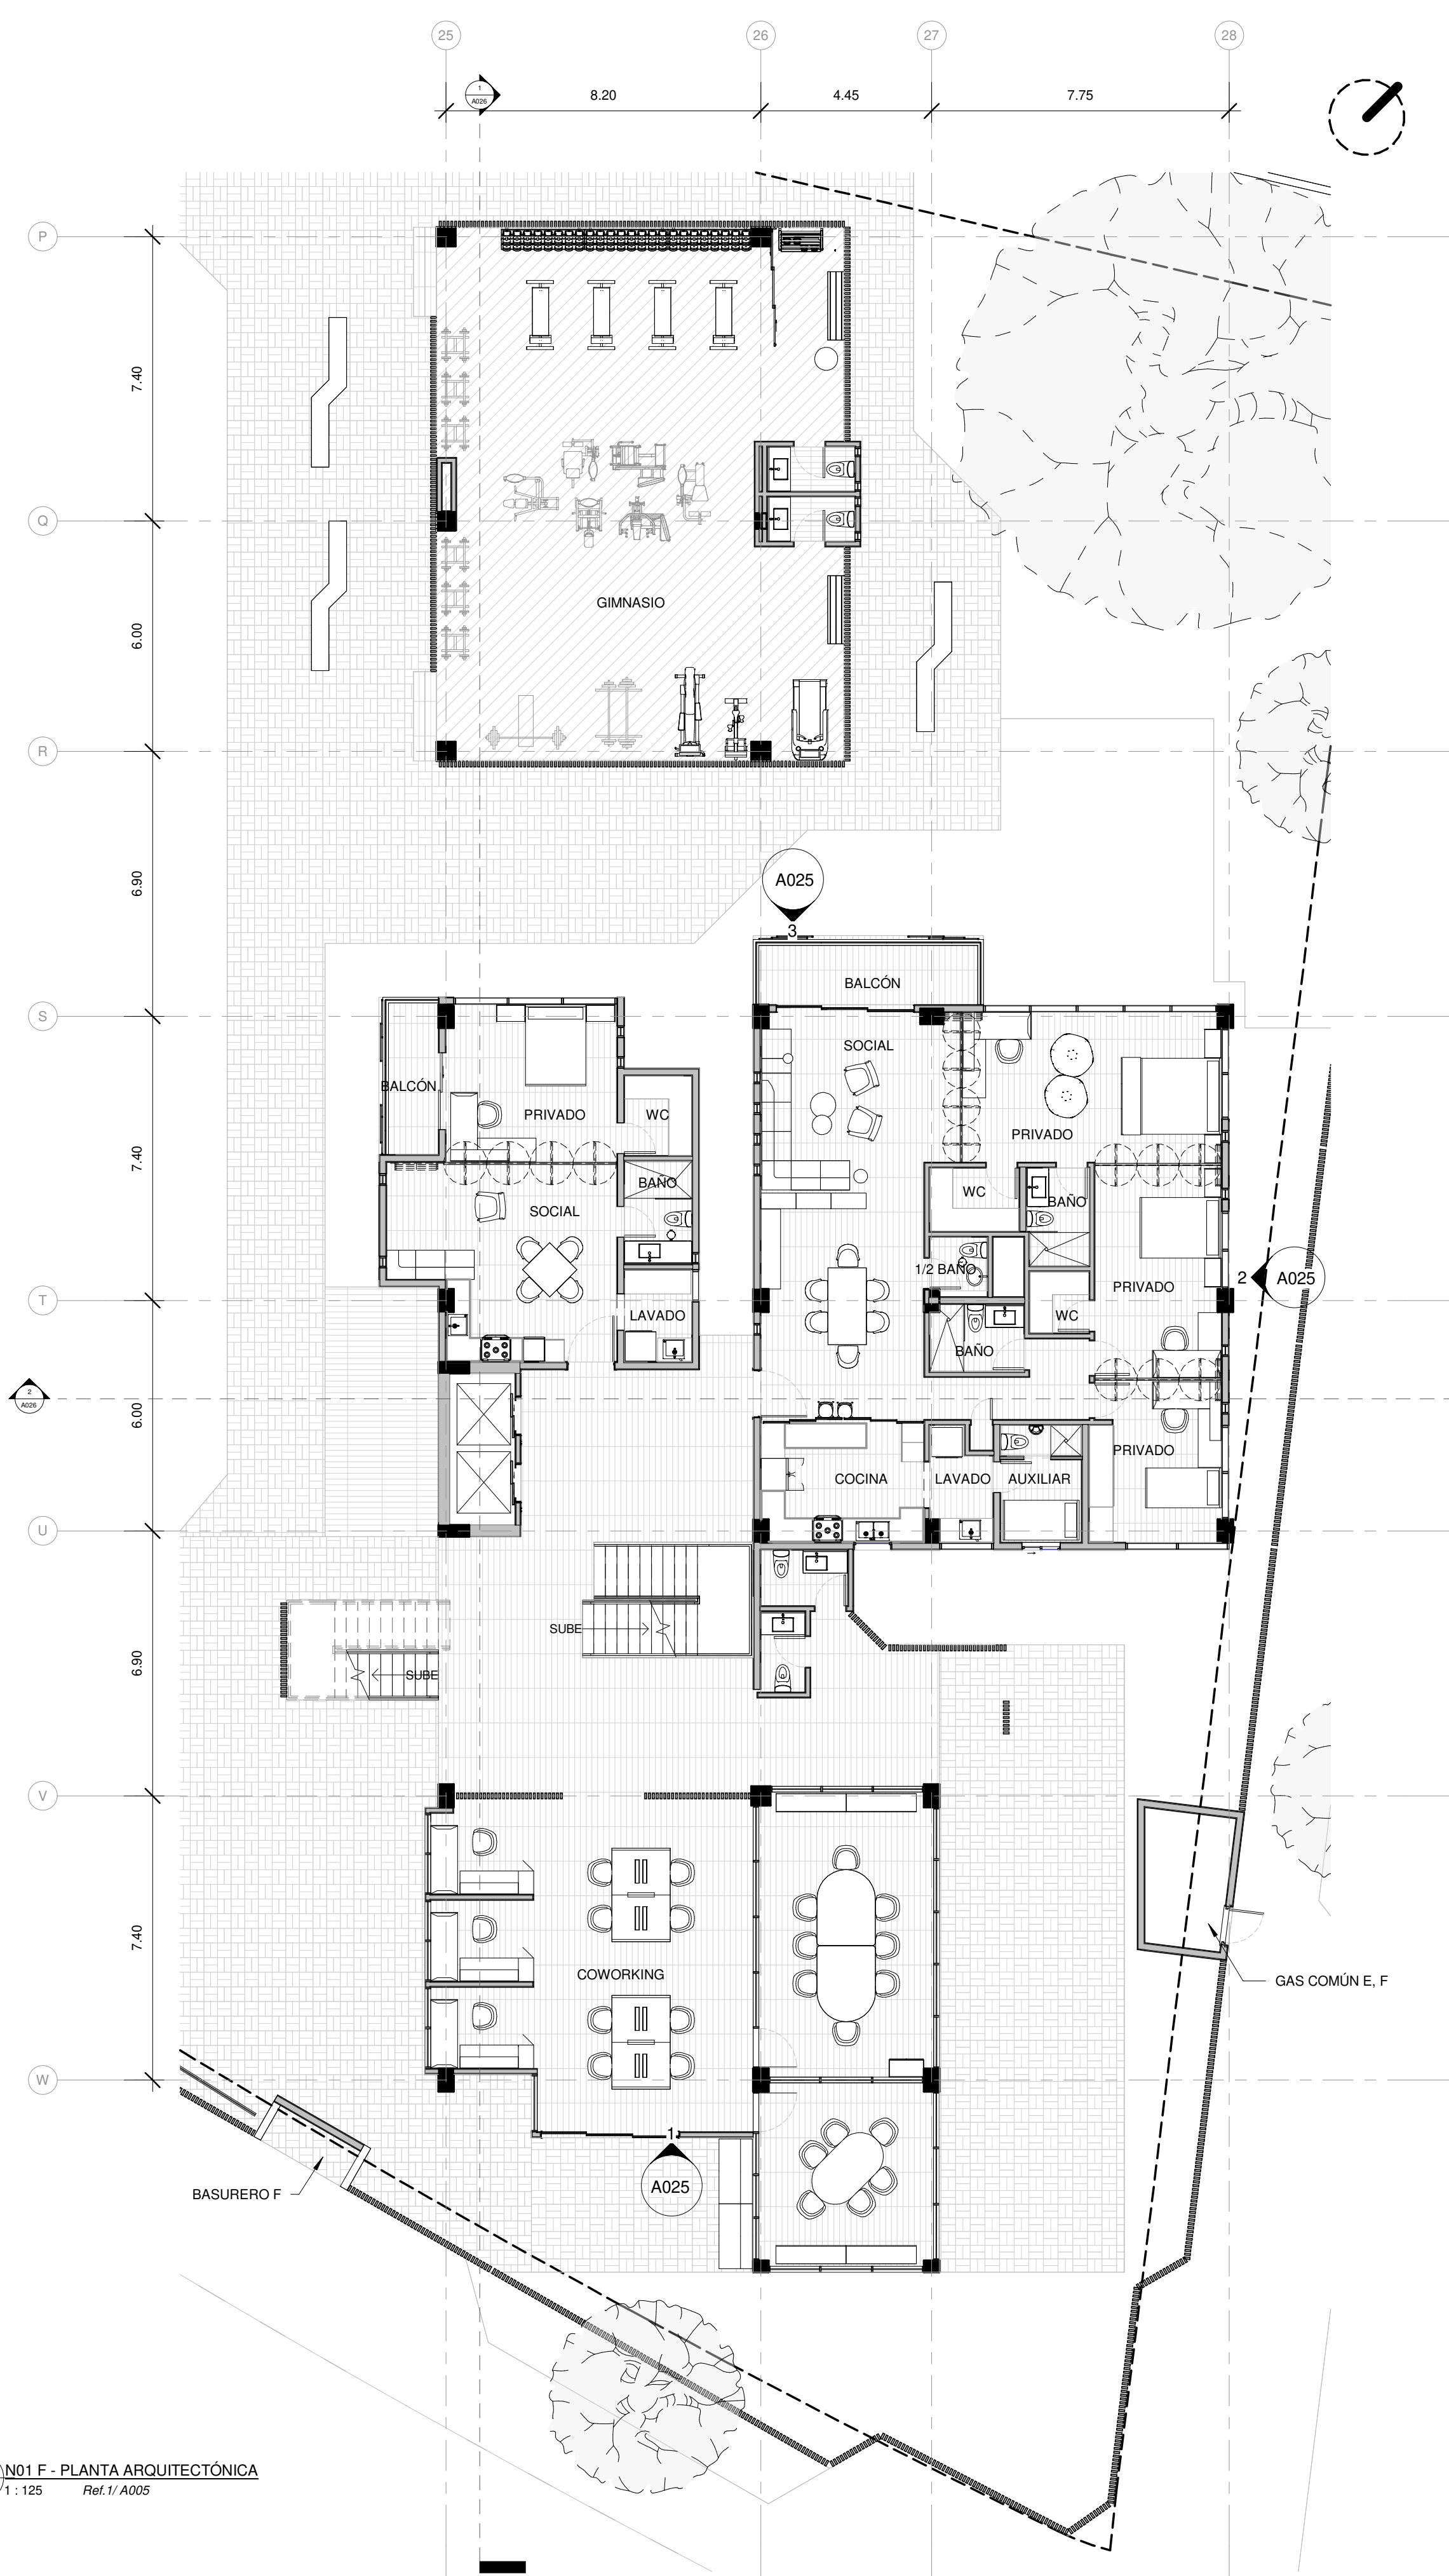 25
26
27
28
1
A026
8.20
4.45
7.75
P
7.40
Q
GIMNASIO
6.00
R
6.90
A025
3
BALCÓN
S
SOCIAL
BALCÓN
PRIVADO
WC
PRIVADO
7.40
BAÑO
WC
BAÑO
SOCIAL
1/2 BAÑO
2
A025
PRIVADO
T
LAVADO
WC
BAÑO
2
A026
6.00
PRIVADO
COCINA
LAVADO
AUXILIAR
U
SUBE
6.90
SUBE
V
7.40
COWORKING
GAS COMÚN E, F
W
1
A025
BASURERO F
N01 F - PLANTA ARQUITECTÓNICA
1 : 125
Ref.1/ A005